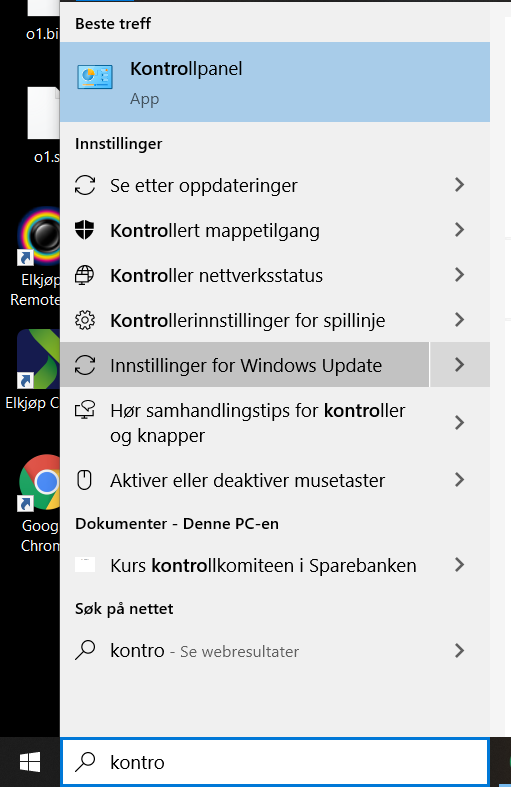 Beste treff
Kontrollpanel
App
Innstillinger
Se etter oppdateringer
Kontrollert mappetilgang
Kontroller nettverksstatus
Kontrollerinnstillinger for spillinje
Innstillinger for Windows Update
Hør samhandlingstips for kontroller
og knapper
Aktiver eller deaktiver musetaster
Dokumenter - Denne PC-en
Kurs kontrollkomiteen i Sparebanken
Søk på nettet
kontro - Se webresultater
kontro
o1.bi
o1.s
Elkjøp
Remote
Elkjøp C
Goog
Chrom